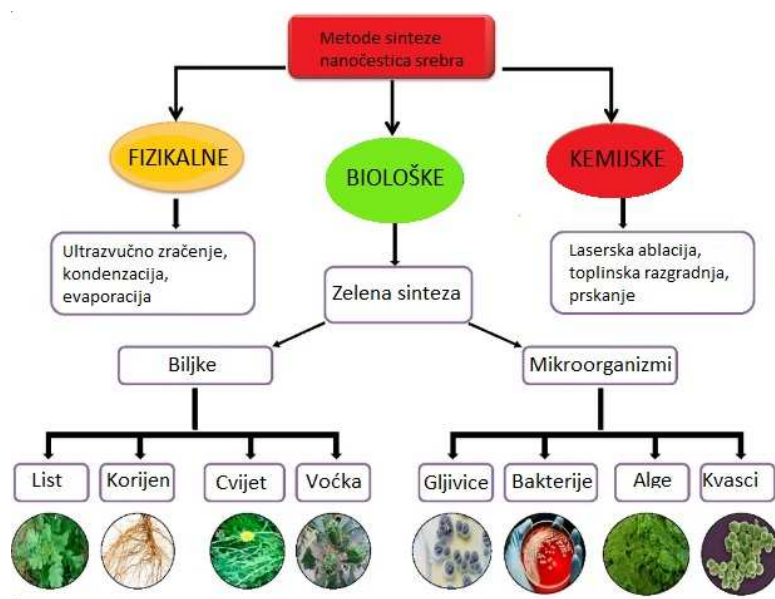 Metode sinteze
nanočestica srebra
FIZIKALNE
BIOLOŠKE
KEMIJSKE
Ultrazvučno zračenje,
kondenzacija,
evaporacija
Zelena sinteza
Laserska ablacija,
toplinska razgradnja,
prskanje
Biljke
Mikroorganizmi
List
Korijen
Cvijet
Voćka
Gljivice
Bakterije
Alge
Kvasci